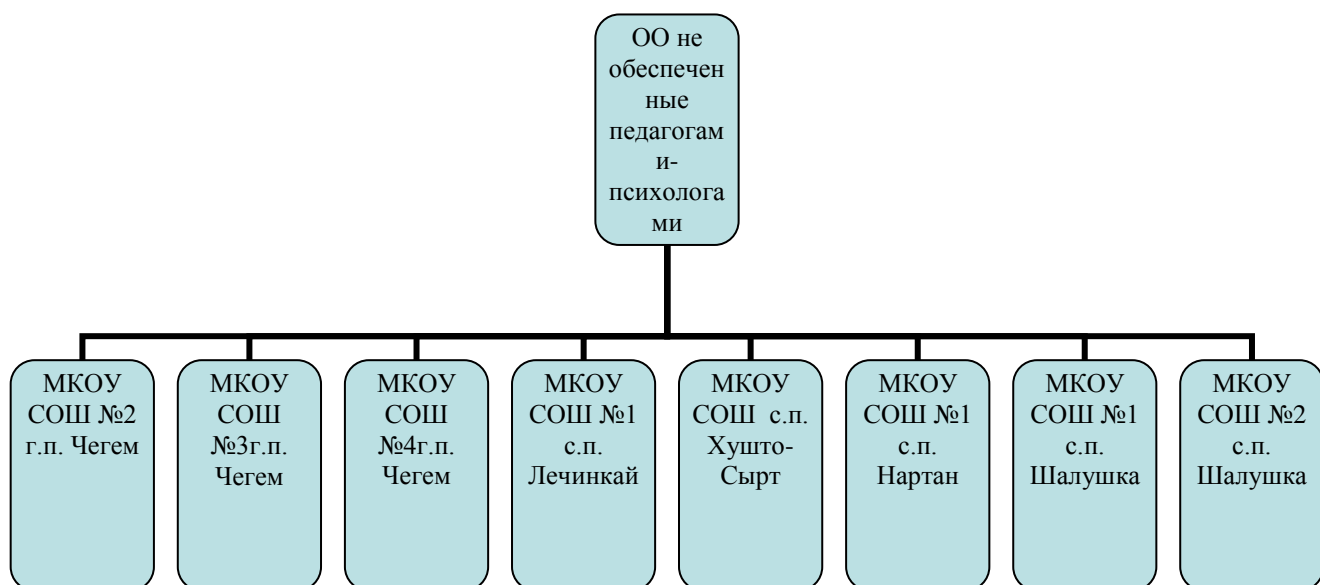 ОО не
обеспечен
ные
педагогам
и-
психолога
ми
МКОУ
СОШ №2
г.п. Чегем
МКОУ
СОШ
№3г.п.
Чегем
МКОУ
СОШ
№4г.п.
Чегем
МКОУ
СОШ №1
с.п.
Лечинкай
МКОУ
СОШ с.п.
Хушто-
Сырт
МКОУ
СОШ №1
с.п.
Нартан
МКОУ
СОШ №1
с.п.
Шалушка
МКОУ
СОШ №2
с.п.
Шалушка